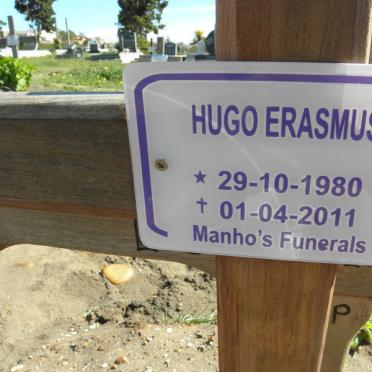 HUGO ERASMUS
★ 29-10-1980
✝ 01-04-2011
Manho's Funerals
P